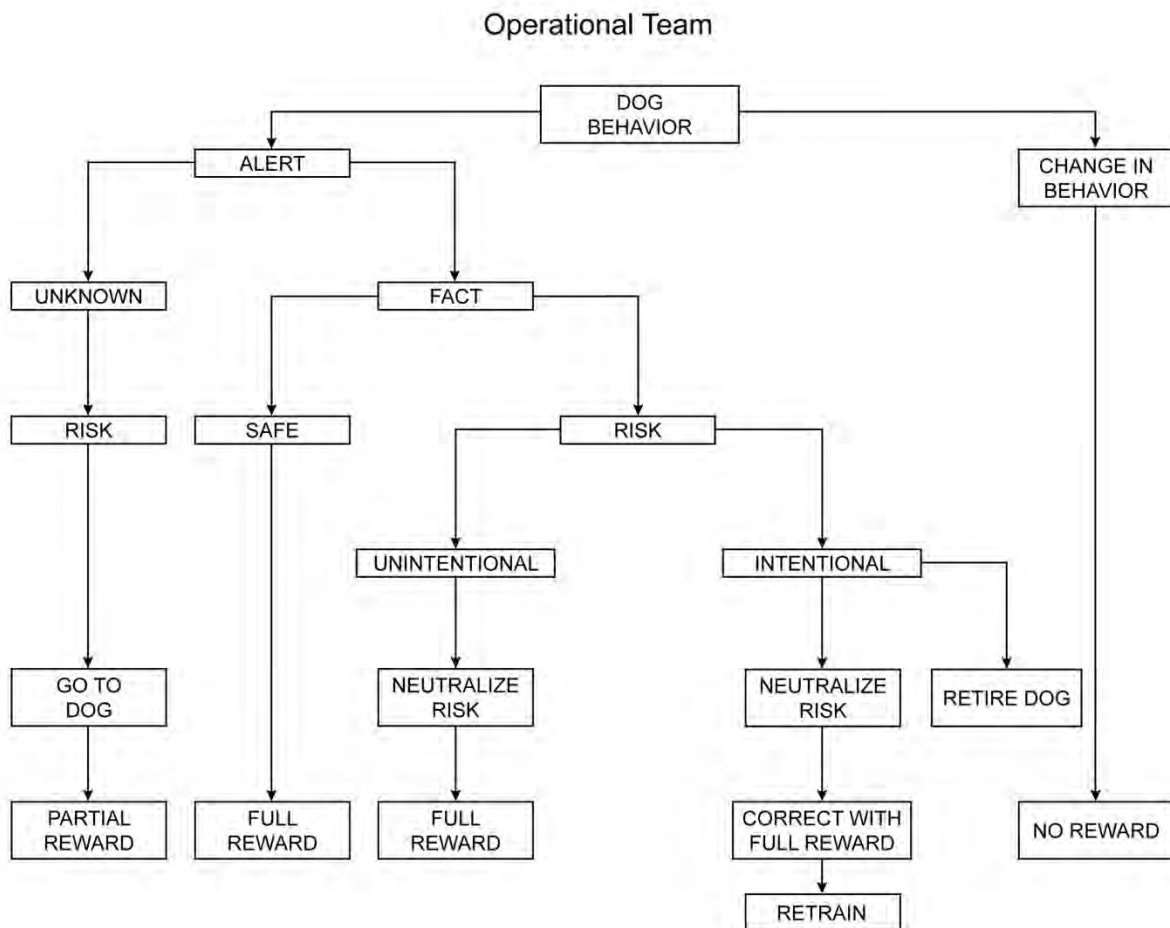 Operational Team
DOG
BEHAVIOR
ALERT
CHANGE IN
BEHAVIOR
UNKNOWN
FACT
RISK
SAFE
RISK
UNINTENTIONAL
INTENTIONAL
GO TO
DOG
NEUTRALIZE
RISK
NEUTRALIZE
RISK
RETIRE DOG
PARTIAL
REWARD
FULL
REWARD
FULL
REWARD
CORRECT WITH
FULL REWARD
NO REWARD
RETRAIN